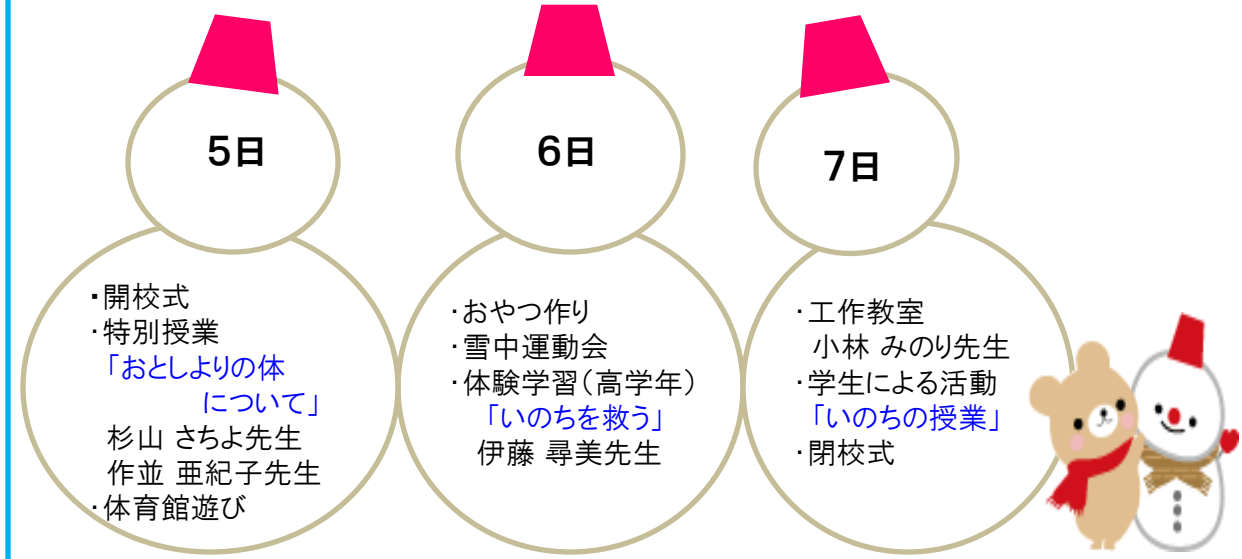 5日
・開校式
・特別授業
「おとしよりの体
について」
杉山 さちよ先生
作並 亜紀子先生
・体育館遊び
6日
・おやつ作り
・雪中運動会
・体験学習(高学年)
「いのちを救う」
伊藤 尋美先生
7日
・工作教室
小林 みのり先生
・学生による活動
「いのちの授業」
・閉校式